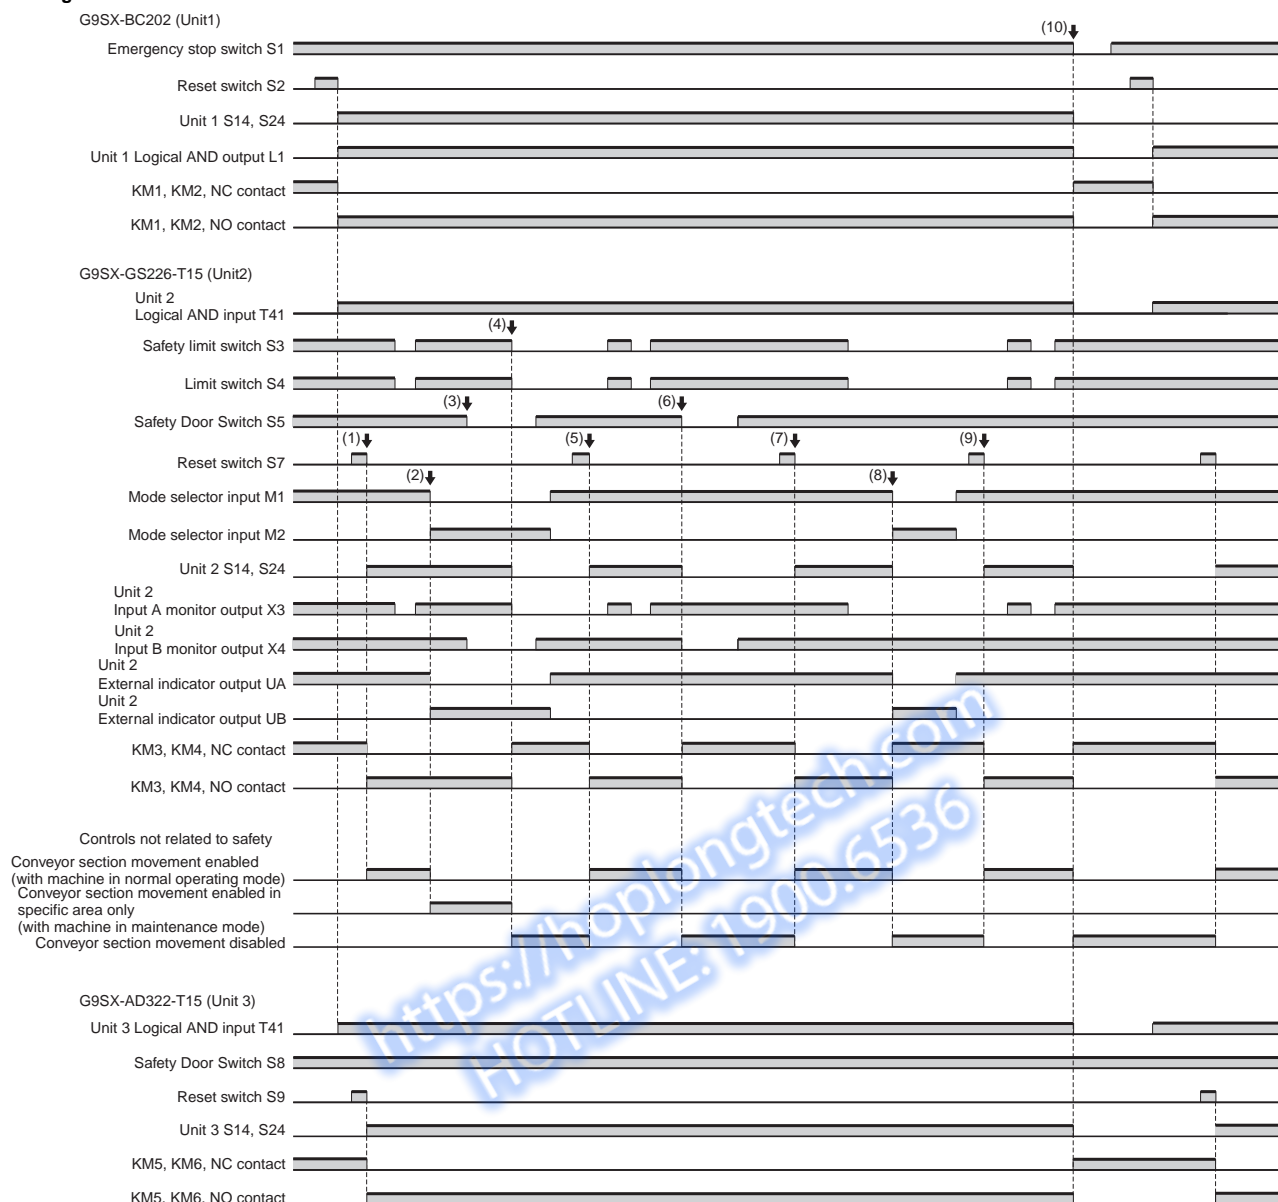 G9SX-BC202 (Unit1)
(10)
Emergency stop switch S1
Reset switch S2
Unit 1 S14, S24
Unit 1 Logical AND output L1
KM1, KM2, NC contact
KM1, KM2, NO contact
G9SX-GS226-T15 (Unit2)
Unit 2
Logical AND input T41
(4)
Safety limit switch S3
Limit switch S4
(3)
(6)
Safety Door Switch S5
(1)
(5)
(7)
(9)
Reset switch S7
(2)
(8)
Mode selector input M1
Mode selector input M2
Unit 2 S14, S24
Unit 2
Input A monitor output X3
Unit 2
Input B monitor output X4
Unit 2
External indicator output UA
Unit 2
External indicator output UB
KM3, KM4, NC contact
KM3, KM4, NO contact
Controls not related to safety
Conveyor section movement enabled
(with machine in normal operating mode)
Conveyor section movement enabled in
specific area only
(with machine in maintenance mode)
Conveyor section movement disabled
https://hoplongtech.com
HOTLINE: 1900.6536
G9SX-AD322-T15 (Unit 3)
Unit 3 Logical AND input T41
Safety Door Switch S8
Reset switch S9
Unit 3 S14, S24
KM5, KM6, NC contact
KM5, KM6, NO contact